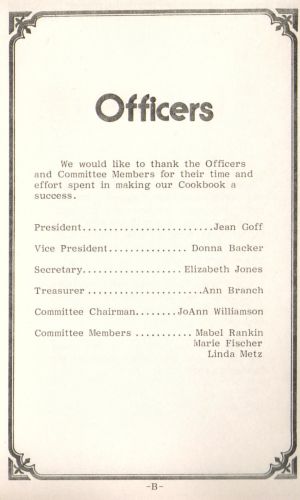 Officers
We would like to thank the Officers
and Committee Members for their time and
effort spent in making our Cookbook a
success.
President.......................Jean Goff
Vice President.............. Donna Backer
Secretary..................Elizabeth Jones
Treasurer ....................Ann Branch
Committee Chairman.......JoAnn Williamson
Committee Members ........... Mabel Rankin
Marie Fischer
Linda Metz
-B-